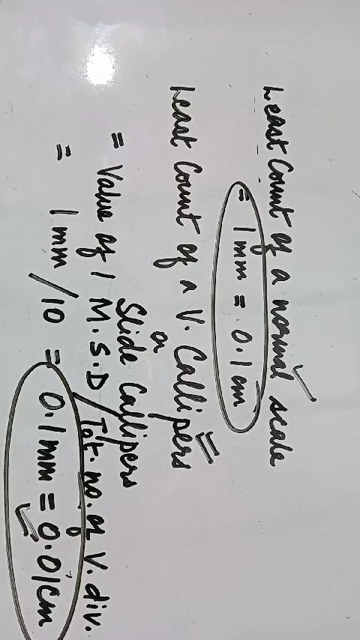 Least Count of a normal scale
= 1 mm = 0.1 cm
Least Count of a V. Callipers
a
Slide Callipers
= Value of 1 M.S.D / Tot. no. of V. div.
= 1 mm / 10 = 0.1 mm = 0.01 cm